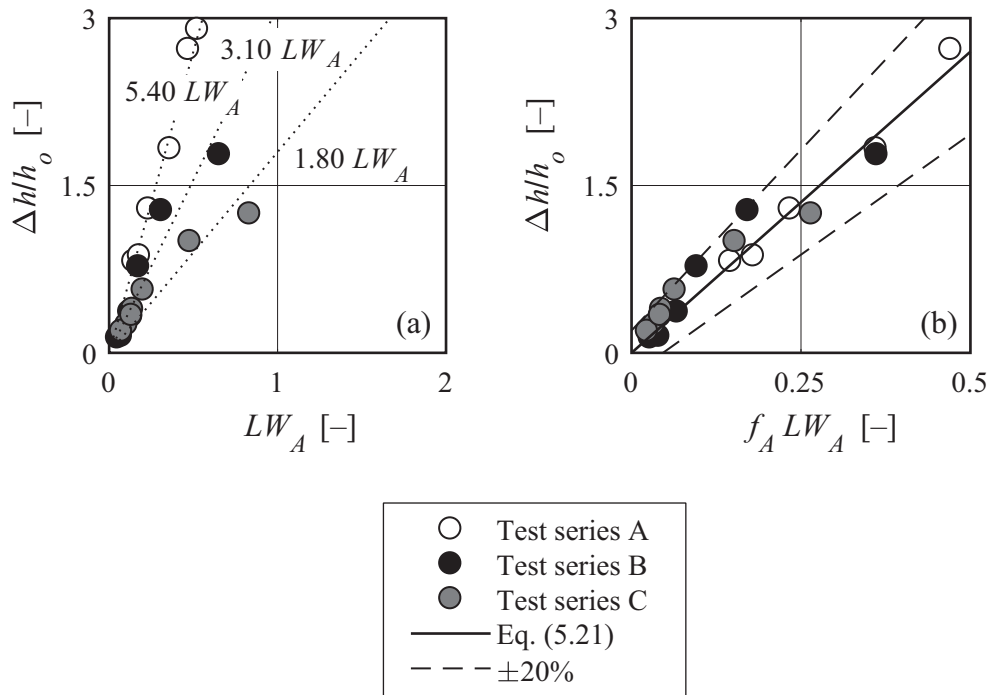 3
1.5
0
Δh/h_o [–]
3.10 LW_A
5.40 LW_A
1.80 LW_A
(a)
0
1
2
LW_A [–]
3
1.5
0
Δh/h_o [–]
(b)
0
0.25
0.5
f_A LW_A [–]
Test series A
Test series B
Test series C
Eq. (5.21)
±20%